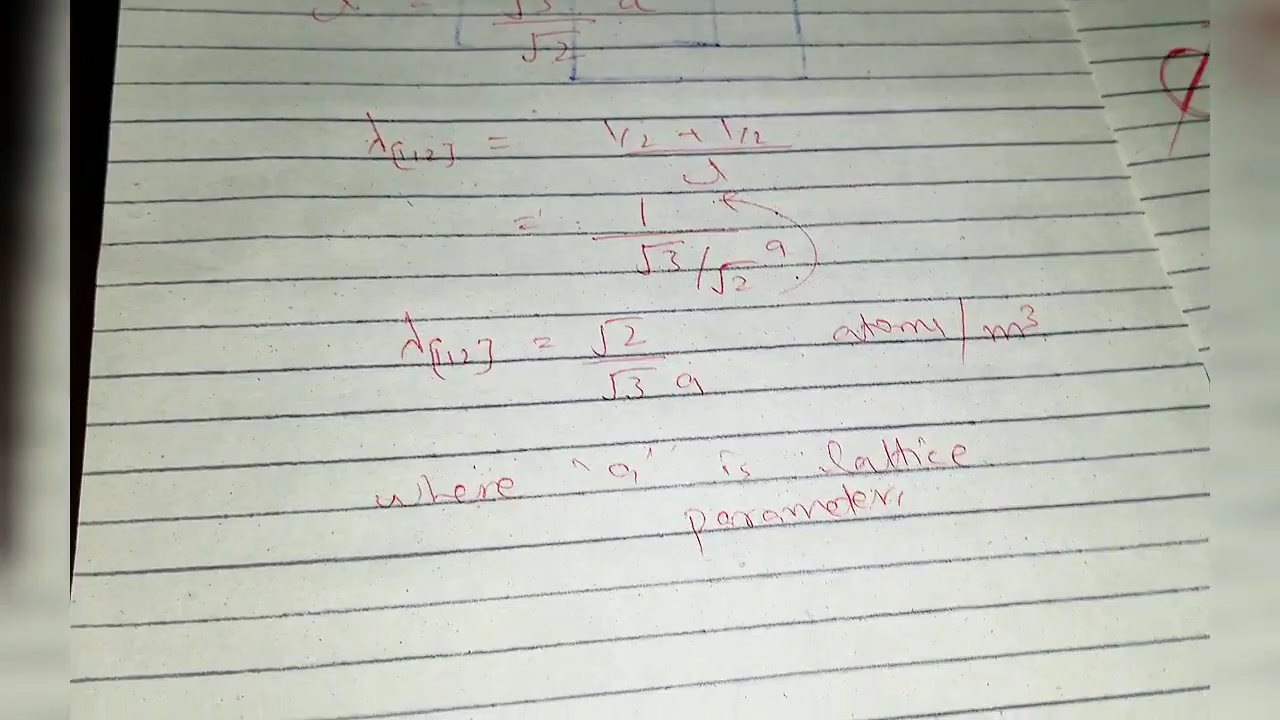 √3 a
√2
λ[112] = 1/2 + 1/2
= 1
√3/√2 a
λ[112] = √2 atoms/m³
√3 a
where "a" is lattice
parameter.